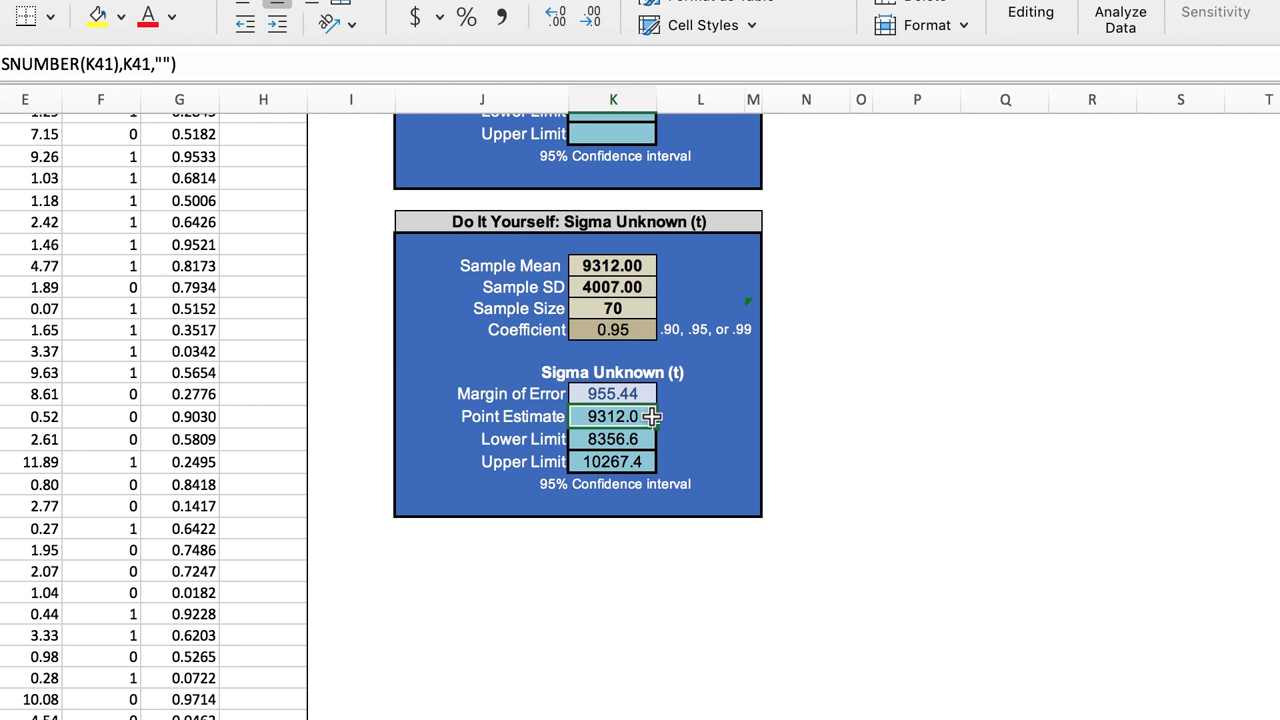 Cell Styles
Format
Editing
Analyze
Data
Sensitivity
$ % 9
.00
SNUMBER(K41),K41,"")
E F G H I J K L M N O P Q R S T
7.15 0 0.5182 Upper Limit
9.26 1 0.9533 95% Confidence interval
1.03 1 0.6814
1.18 1 0.5006
2.42 1 0.6426 Do It Yourself: Sigma Unknown (t)
1.46 1 0.9521
4.77 1 0.8173 Sample Mean 9312.00
1.89 0 0.7934 Sample SD 4007.00
0.07 1 0.5152 Sample Size 70
1.65 1 0.3517 Coefficient 0.95 .90, .95, or .99
3.37 1 0.0342
9.63 1 0.5654 Sigma Unknown (t)
8.61 0 0.2776 Margin of Error 955.44
0.52 0 0.9030 Point Estimate 9312.0
2.61 0 0.5809 Lower Limit 8356.6
11.89 1 0.2495 Upper Limit 10267.4
0.80 0 0.8418 95% Confidence interval
2.77 0 0.1417
0.27 1 0.6422
1.95 0 0.7486
2.07 0 0.7247
1.04 0 0.0182
0.44 1 0.9228
3.33 1 0.6203
0.98 0 0.5265
0.28 1 0.0722
10.08 0 0.9714